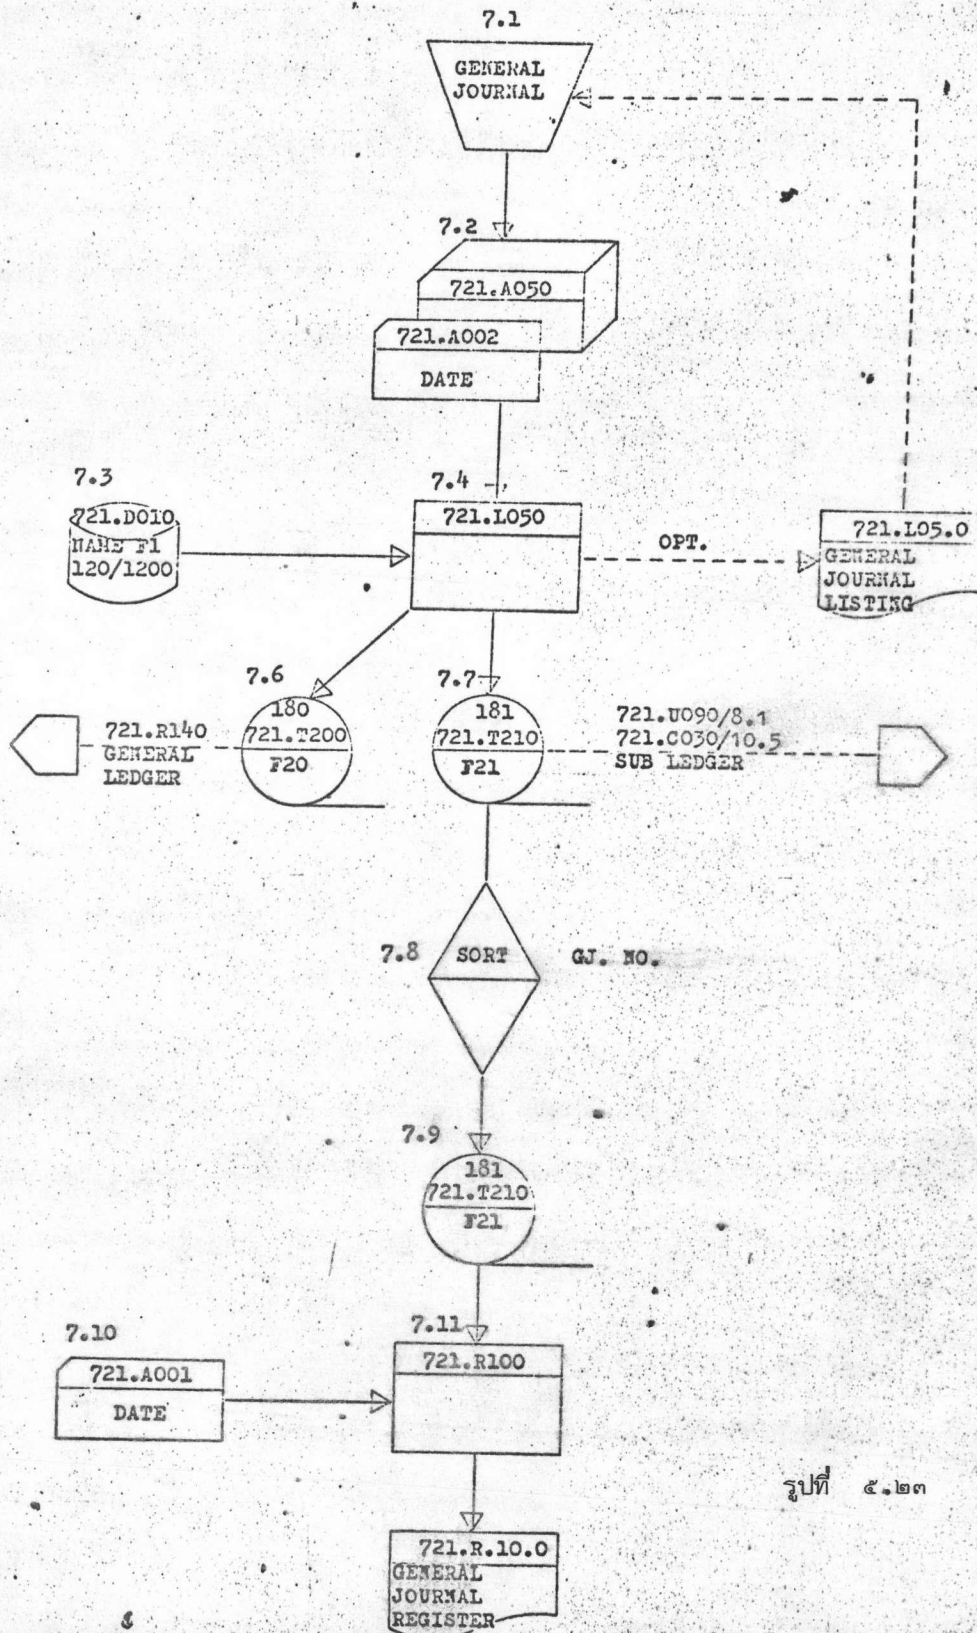 7.1
GENERAL
JOURNAL
7.2
721.A050
721.A002
DATE
7.3
721.D010
NAME F1
120/1200
7.4
721.L050
OPT.
721.L05.0
GENERAL
JOURNAL
LISTING
7.6
180
721.T200
F20
721.R140
GENERAL
LEDGER
7.7
181
721.T210
F21
721.U090/8.1
721.C030/10.5
SUB LEDGER
7.8
SORT
GJ. NO.
7.9
181
721.T210
F21
7.10
721.A001
DATE
7.11
721.R100
721.R.10.0
GENERAL
JOURNAL
REGISTER
รูปที่ ๕.๒๓